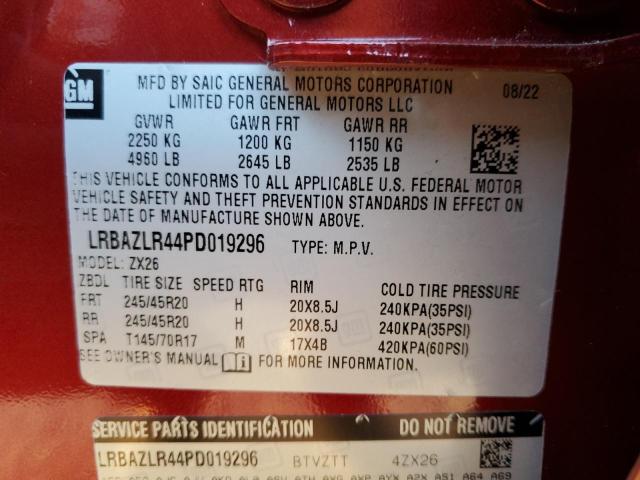 GM
MFD BY SAIC GENERAL MOTORS CORPORATION 08/22
LIMITED FOR GENERAL MOTORS LLC
GVWR GAWR FRT GAWR RR
2250 KG 1200 KG 1150 KG
4960 LB 2645 LB 2535 LB
THIS VEHICLE CONFORMS TO ALL APPLICABLE U.S. FEDERAL MOTOR
VEHICLE SAFETY AND THEFT PREVENTION STANDARDS IN EFFECT ON
THE DATE OF MANUFACTURE SHOWN ABOVE.
LRBAZLR44PD019296 TYPE: M.P.V.
MODEL: ZX26
ZBDL TIRE SIZE SPEED RTG RIM COLD TIRE PRESSURE
FRT 245/45R20 H 20X8.5J 240KPA(35PSI)
RR 245/45R20 H 20X8.5J 240KPA(35PSI)
SPA T145/70R17 M 17X4B 420KPA(60PSI)
SEE OWNER'S MANUAL FOR MORE INFORMATION.
SERVICE PARTS IDENTIFICATION DO NOT REMOVE
LRBAZLR44PD019296 BTVZTT 4ZX26